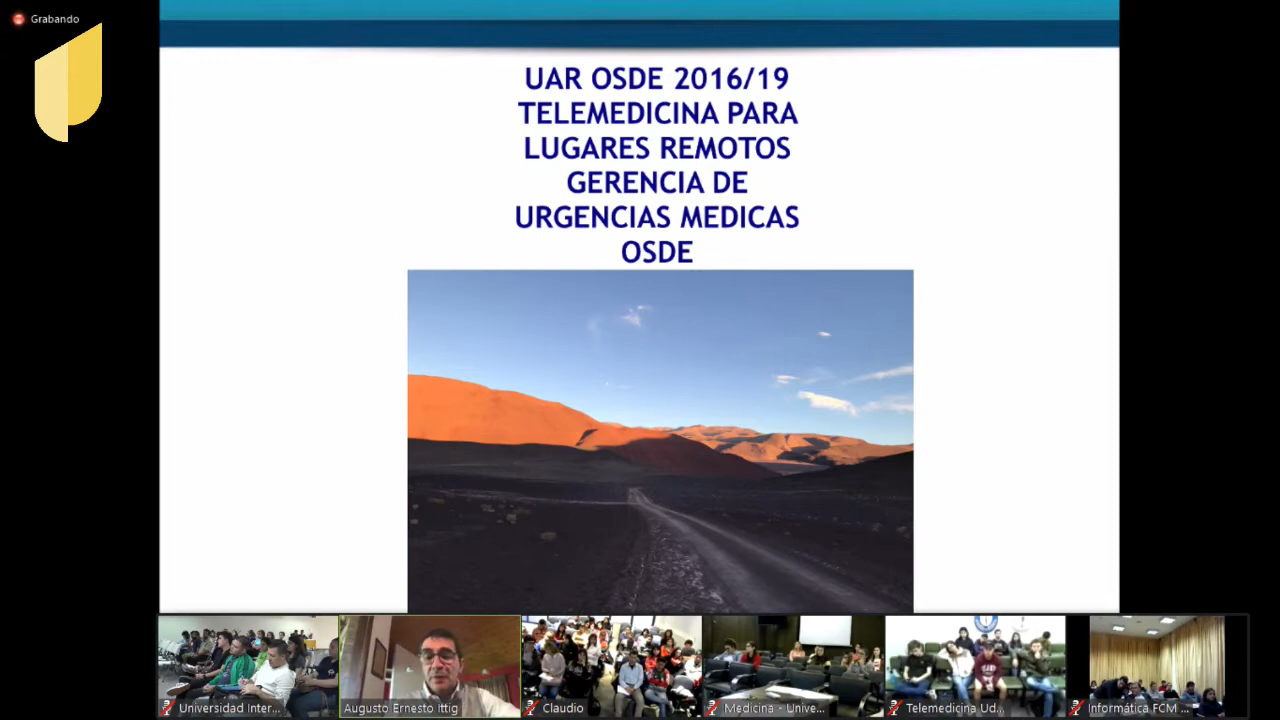 Grabando
UAR OSDE 2016/19
TELEMEDICINA PARA
LUGARES REMOTOS
GERENCIA DE
URGENCIAS MEDICAS
OSDE
Universidad Inter...
Augusto Ernesto Ittig
Claudio
Medicina - Unive...
Telemedicina Ud...
Informática FCM ...